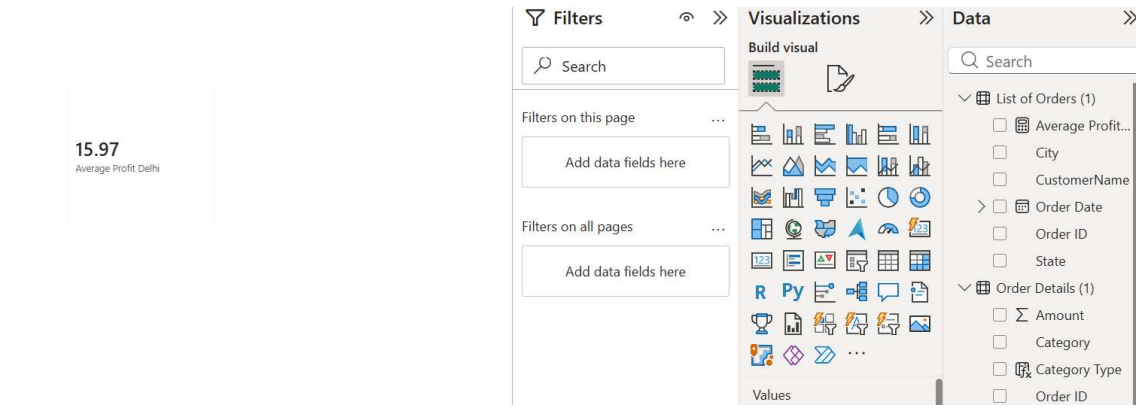 15.97
Average Profit Delhi
Filters
Search
Filters on this page
...
Add data fields here
Filters on all pages
...
Add data fields here
Visualizations
Build visual
123
123
R Py
...
Values
Data
Search
List of Orders (1)
Average Profit...
City
CustomerName
Order Date
Order ID
State
Order Details (1)
Σ Amount
Category
Category Type
Order ID